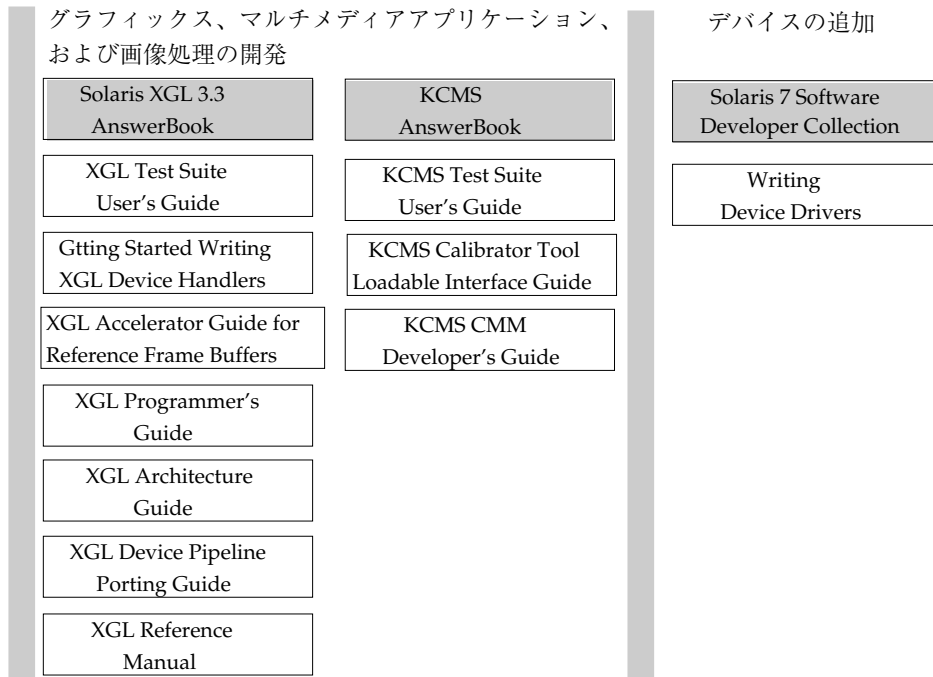 グラフィックス、マルチメディアアプリケーション、
および画像処理の開発
Solaris XGL 3.3
AnswerBook
XGL Test Suite
User’s Guide
Gtting Started Writing
XGL Device Handlers
XGL Accelerator Guide for
Reference Frame Buffers
XGL Programmer’s
Guide
XGL Architecture
Guide
XGL Device Pipeline
Porting Guide
XGL Reference
Manual
KCMS
AnswerBook
KCMS Test Suite
User’s Guide
KCMS Calibrator Tool
Loadable Interface Guide
KCMS CMM
Developer’s Guide
デバイスの追加
Solaris 7 Software
Developer Collection
Writing
Device Drivers